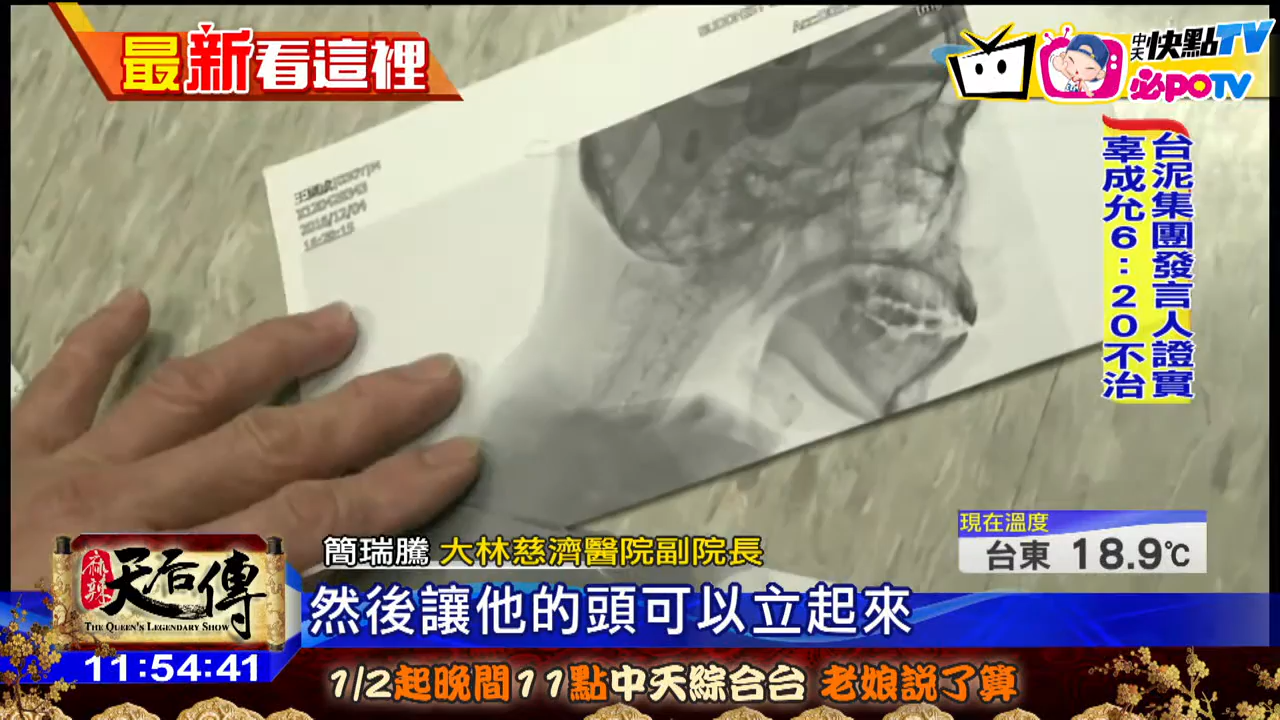 最新看這裡
中天快點TV
必POTV
台泥集團發言人證實
辜成允6:20不治
現在溫度
台東 18.9℃
簡瑞騰 大林慈濟醫院副院長
然後讓他的頭可以立起來
麻辣天后傳
THE QUEEN'S LEGENDARY SHOW
11:54:41
1/2起晚間11點中天綜合台 老娘說了算